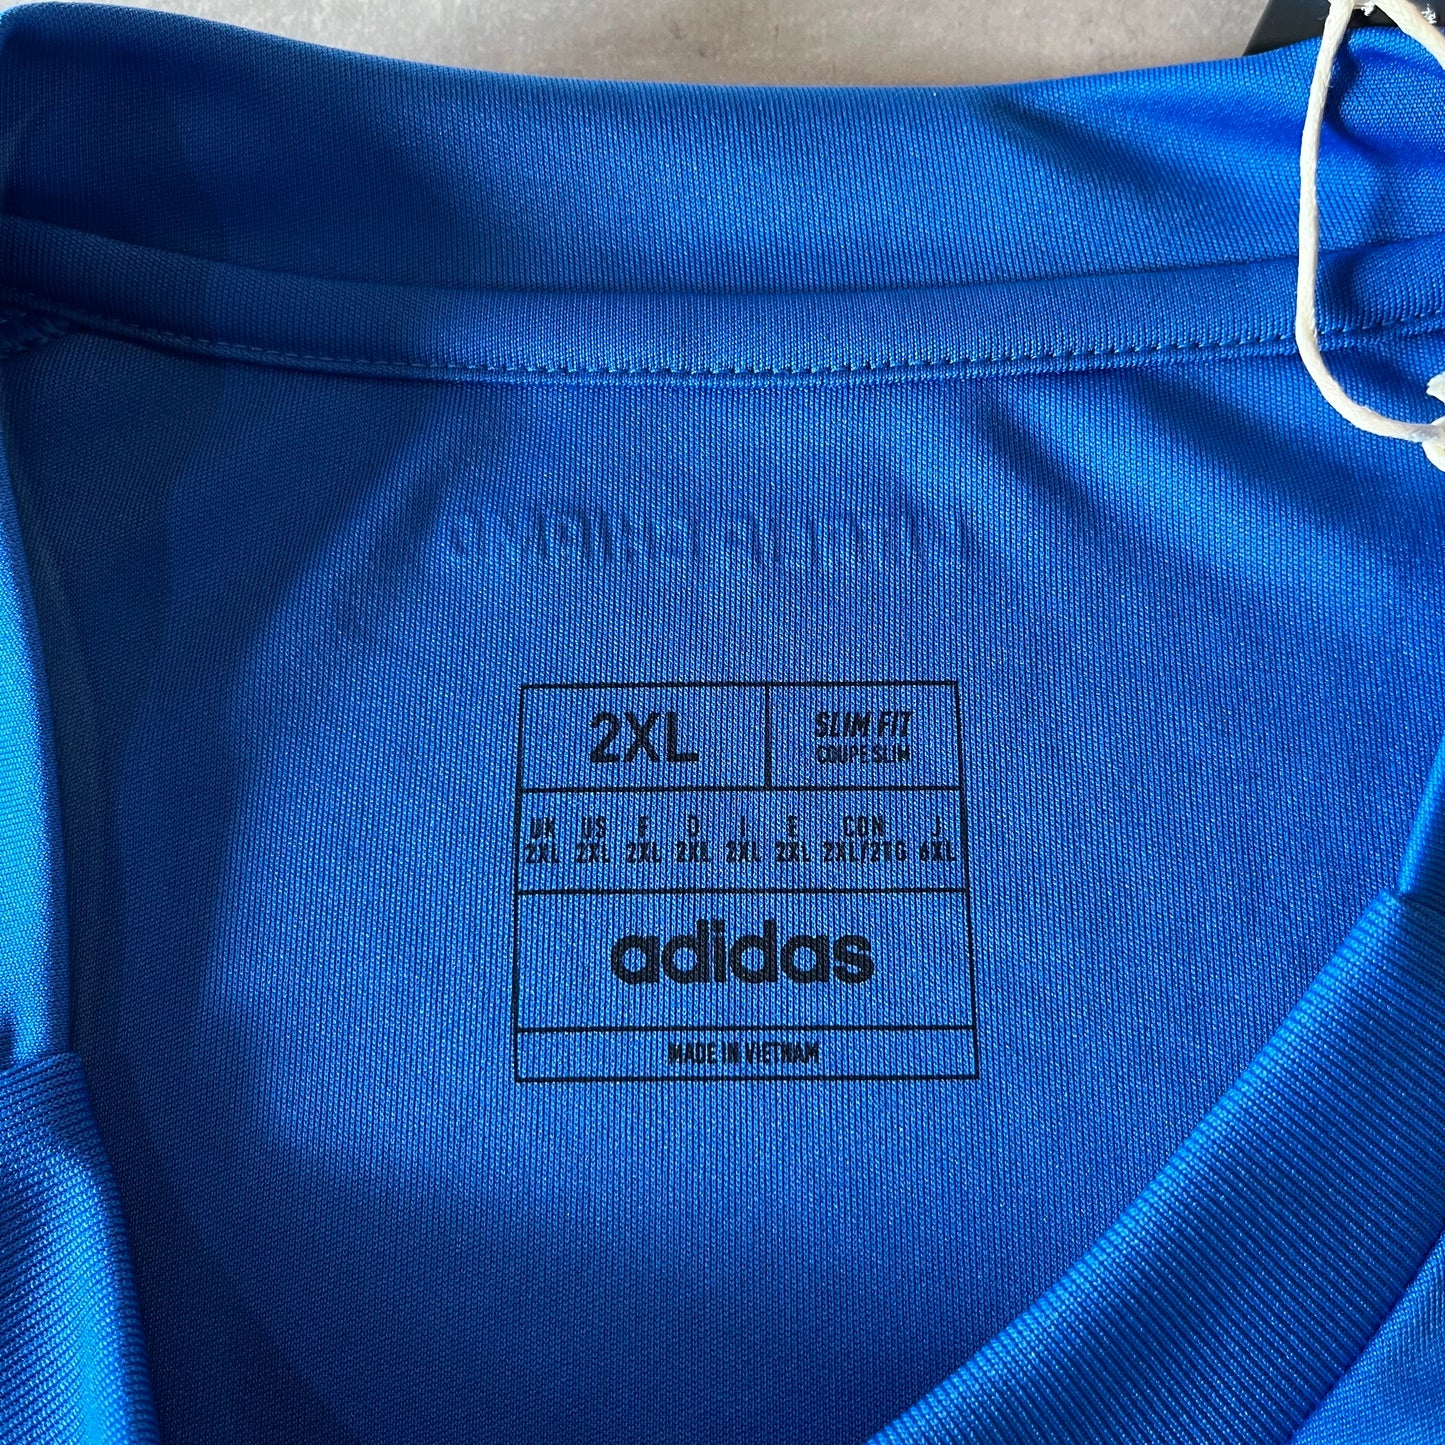 2XL
SLIM FIT
COUPE SLIM
UK US F D I E CON J
2XL 2XL 2XL 2XL 2XL 2XL 2XL/2TG 6XL
adidas
MADE IN VIETNAM